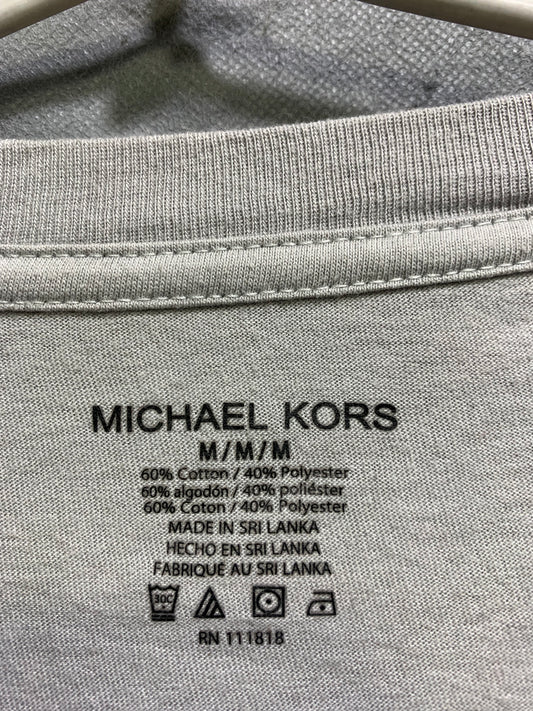 MICHAEL KORS
M/M/M
60% Cotton / 40% Polyester
60% algodón / 40% poliéster
60% Coton / 40% Polyester
MADE IN SRI LANKA
HECHO EN SRI LANKA
FABRIQUÉ AU SRI LANKA
30C
RN 111818